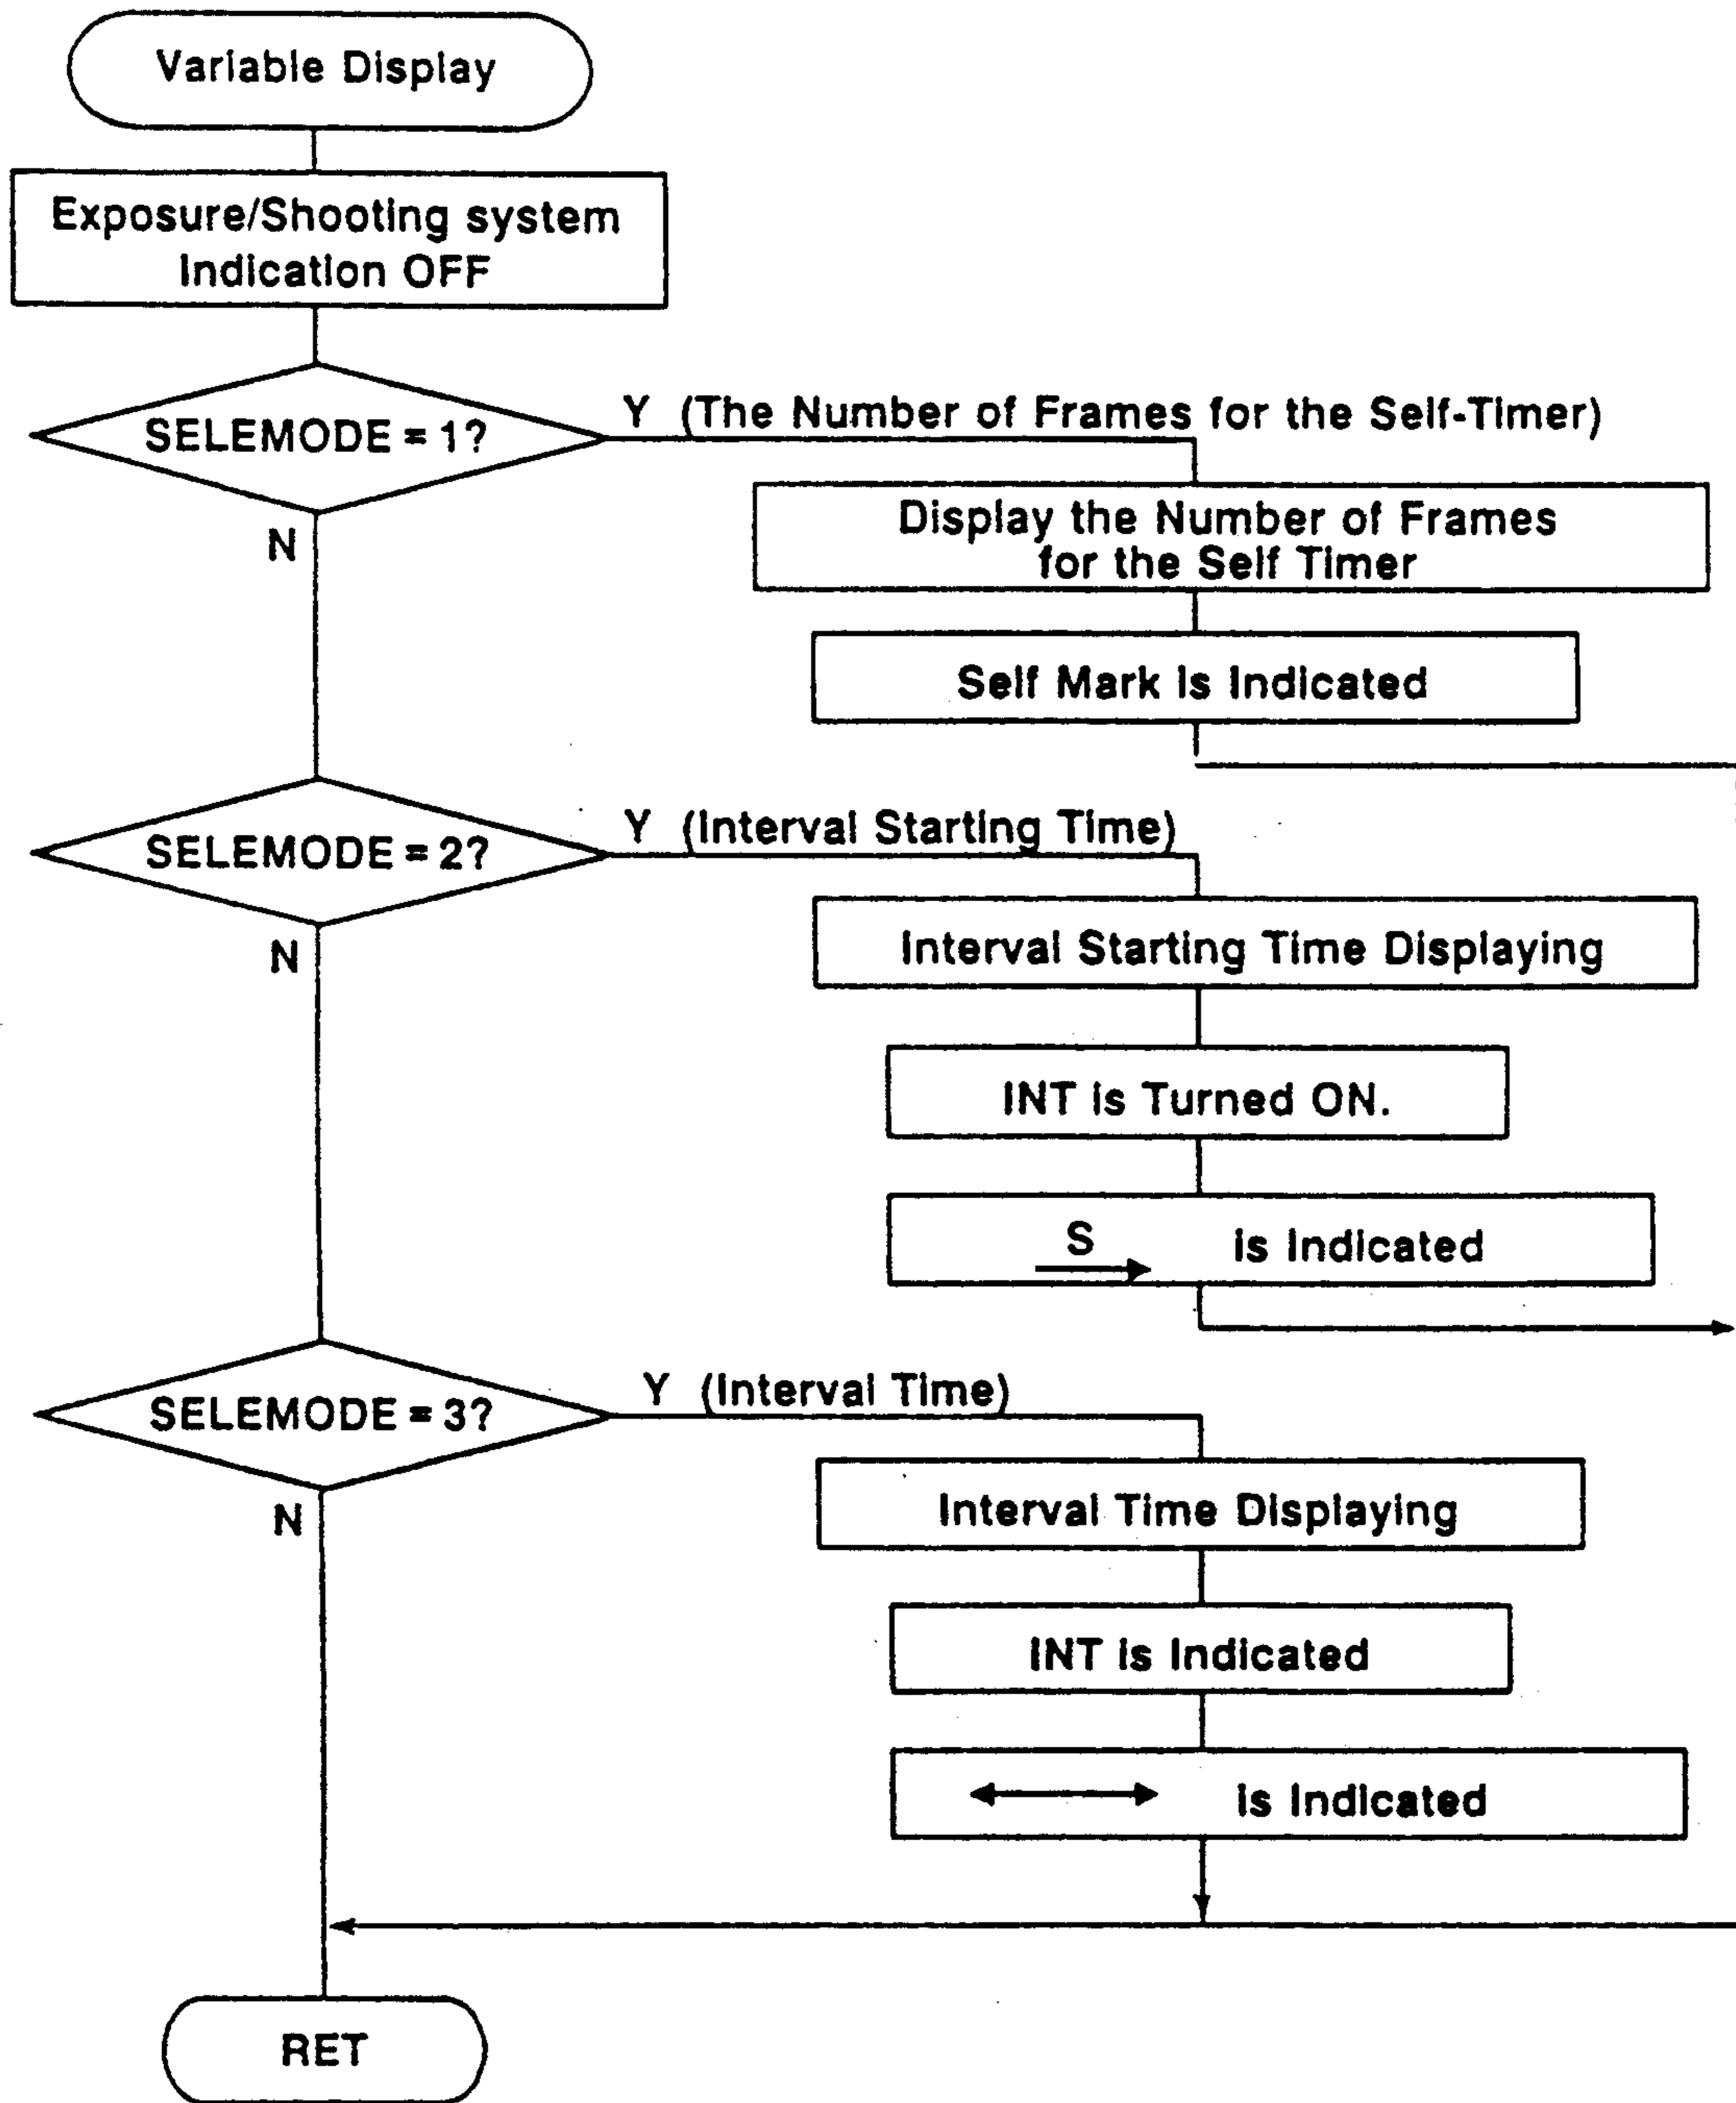 Variable Display
Exposure/Shooting system
Indication OFF
SELEMODE = 1?
Y (The Number of Frames for the Self-Timer)
N
Display the Number of Frames
for the Self Timer
Self Mark is Indicated
SELEMODE = 2?
Y (Interval Starting Time)
N
Interval Starting Time Displaying
INT is Turned ON.
S is Indicated
SELEMODE = 3?
Y (Interval Time)
N
Interval Time Displaying
INT is Indicated
is Indicated
RET